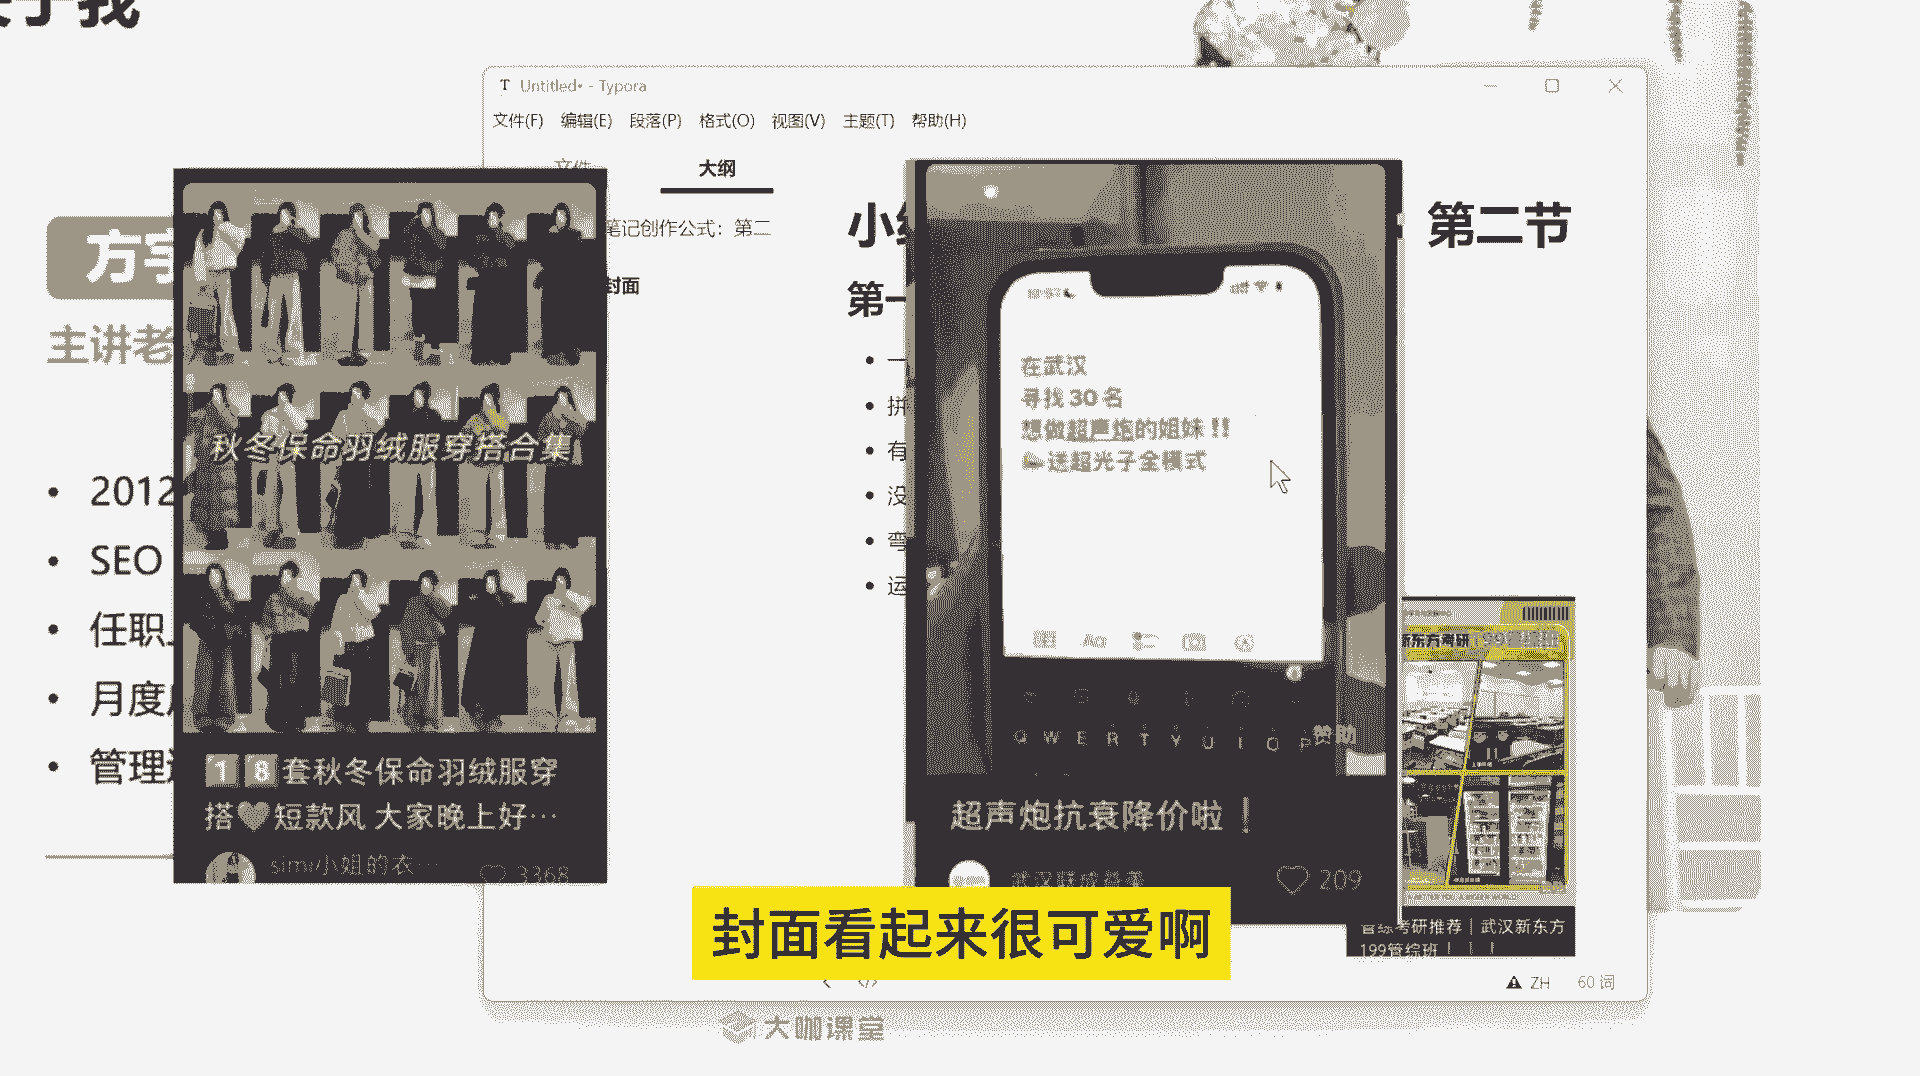 关于我
Untitled• - Typora
文件(F) 编辑(E) 段落(P) 格式(O) 视图(V) 主题(T) 帮助(H)
文件 大纲
笔记创作公式：第二
封面
方宇
主讲老
2012
SEO
任职
月度
管理
小 第二节
第一
一
拼
有
没
弯
运
秋冬保命羽绒服穿搭合集
18套秋冬保命羽绒服穿
搭❤短款风 大家晚上好…
simi小姐的衣…
3368
在武汉
寻找 30 名
想做超声炮的姐妹 !!
送超光子全模式
Aa
Q W E R T Y U I O P
赞助
超声炮抗衰降价啦！
209
新东方考研
管综考研推荐｜武汉新东方
199管综班！！！
封面看起来很可爱啊
ZH 60 词
大咖课堂